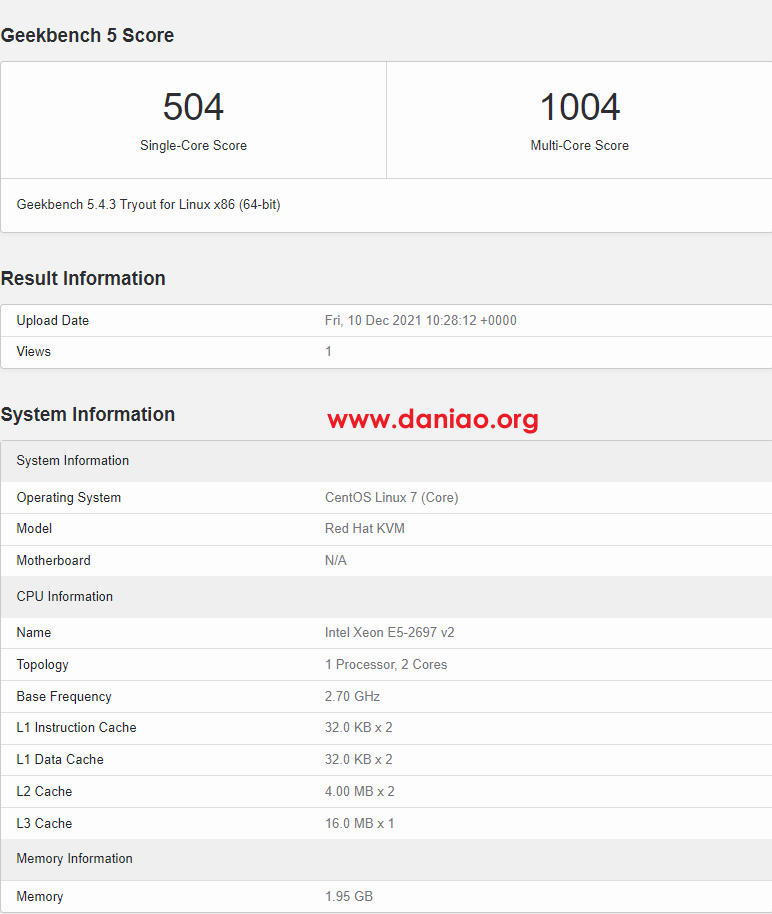 Geekbench 5 Score
504 1004
Single-Core Score Multi-Core Score
Geekbench 5.4.3 Tryout for Linux x86 (64-bit)
Result Information
Upload Date Fri, 10 Dec 2021 10:28:12 +0000
Views 1
System Information www.daniao.org
System Information
Operating System CentOS Linux 7 (Core)
Model Red Hat KVM
Motherboard N/A
CPU Information
Name Intel Xeon E5-2697 v2
Topology 1 Processor, 2 Cores
Base Frequency 2.70 GHz
L1 Instruction Cache 32.0 KB x 2
L1 Data Cache 32.0 KB x 2
L2 Cache 4.00 MB x 2
L3 Cache 16.0 MB x 1
Memory Information
Memory 1.95 GB